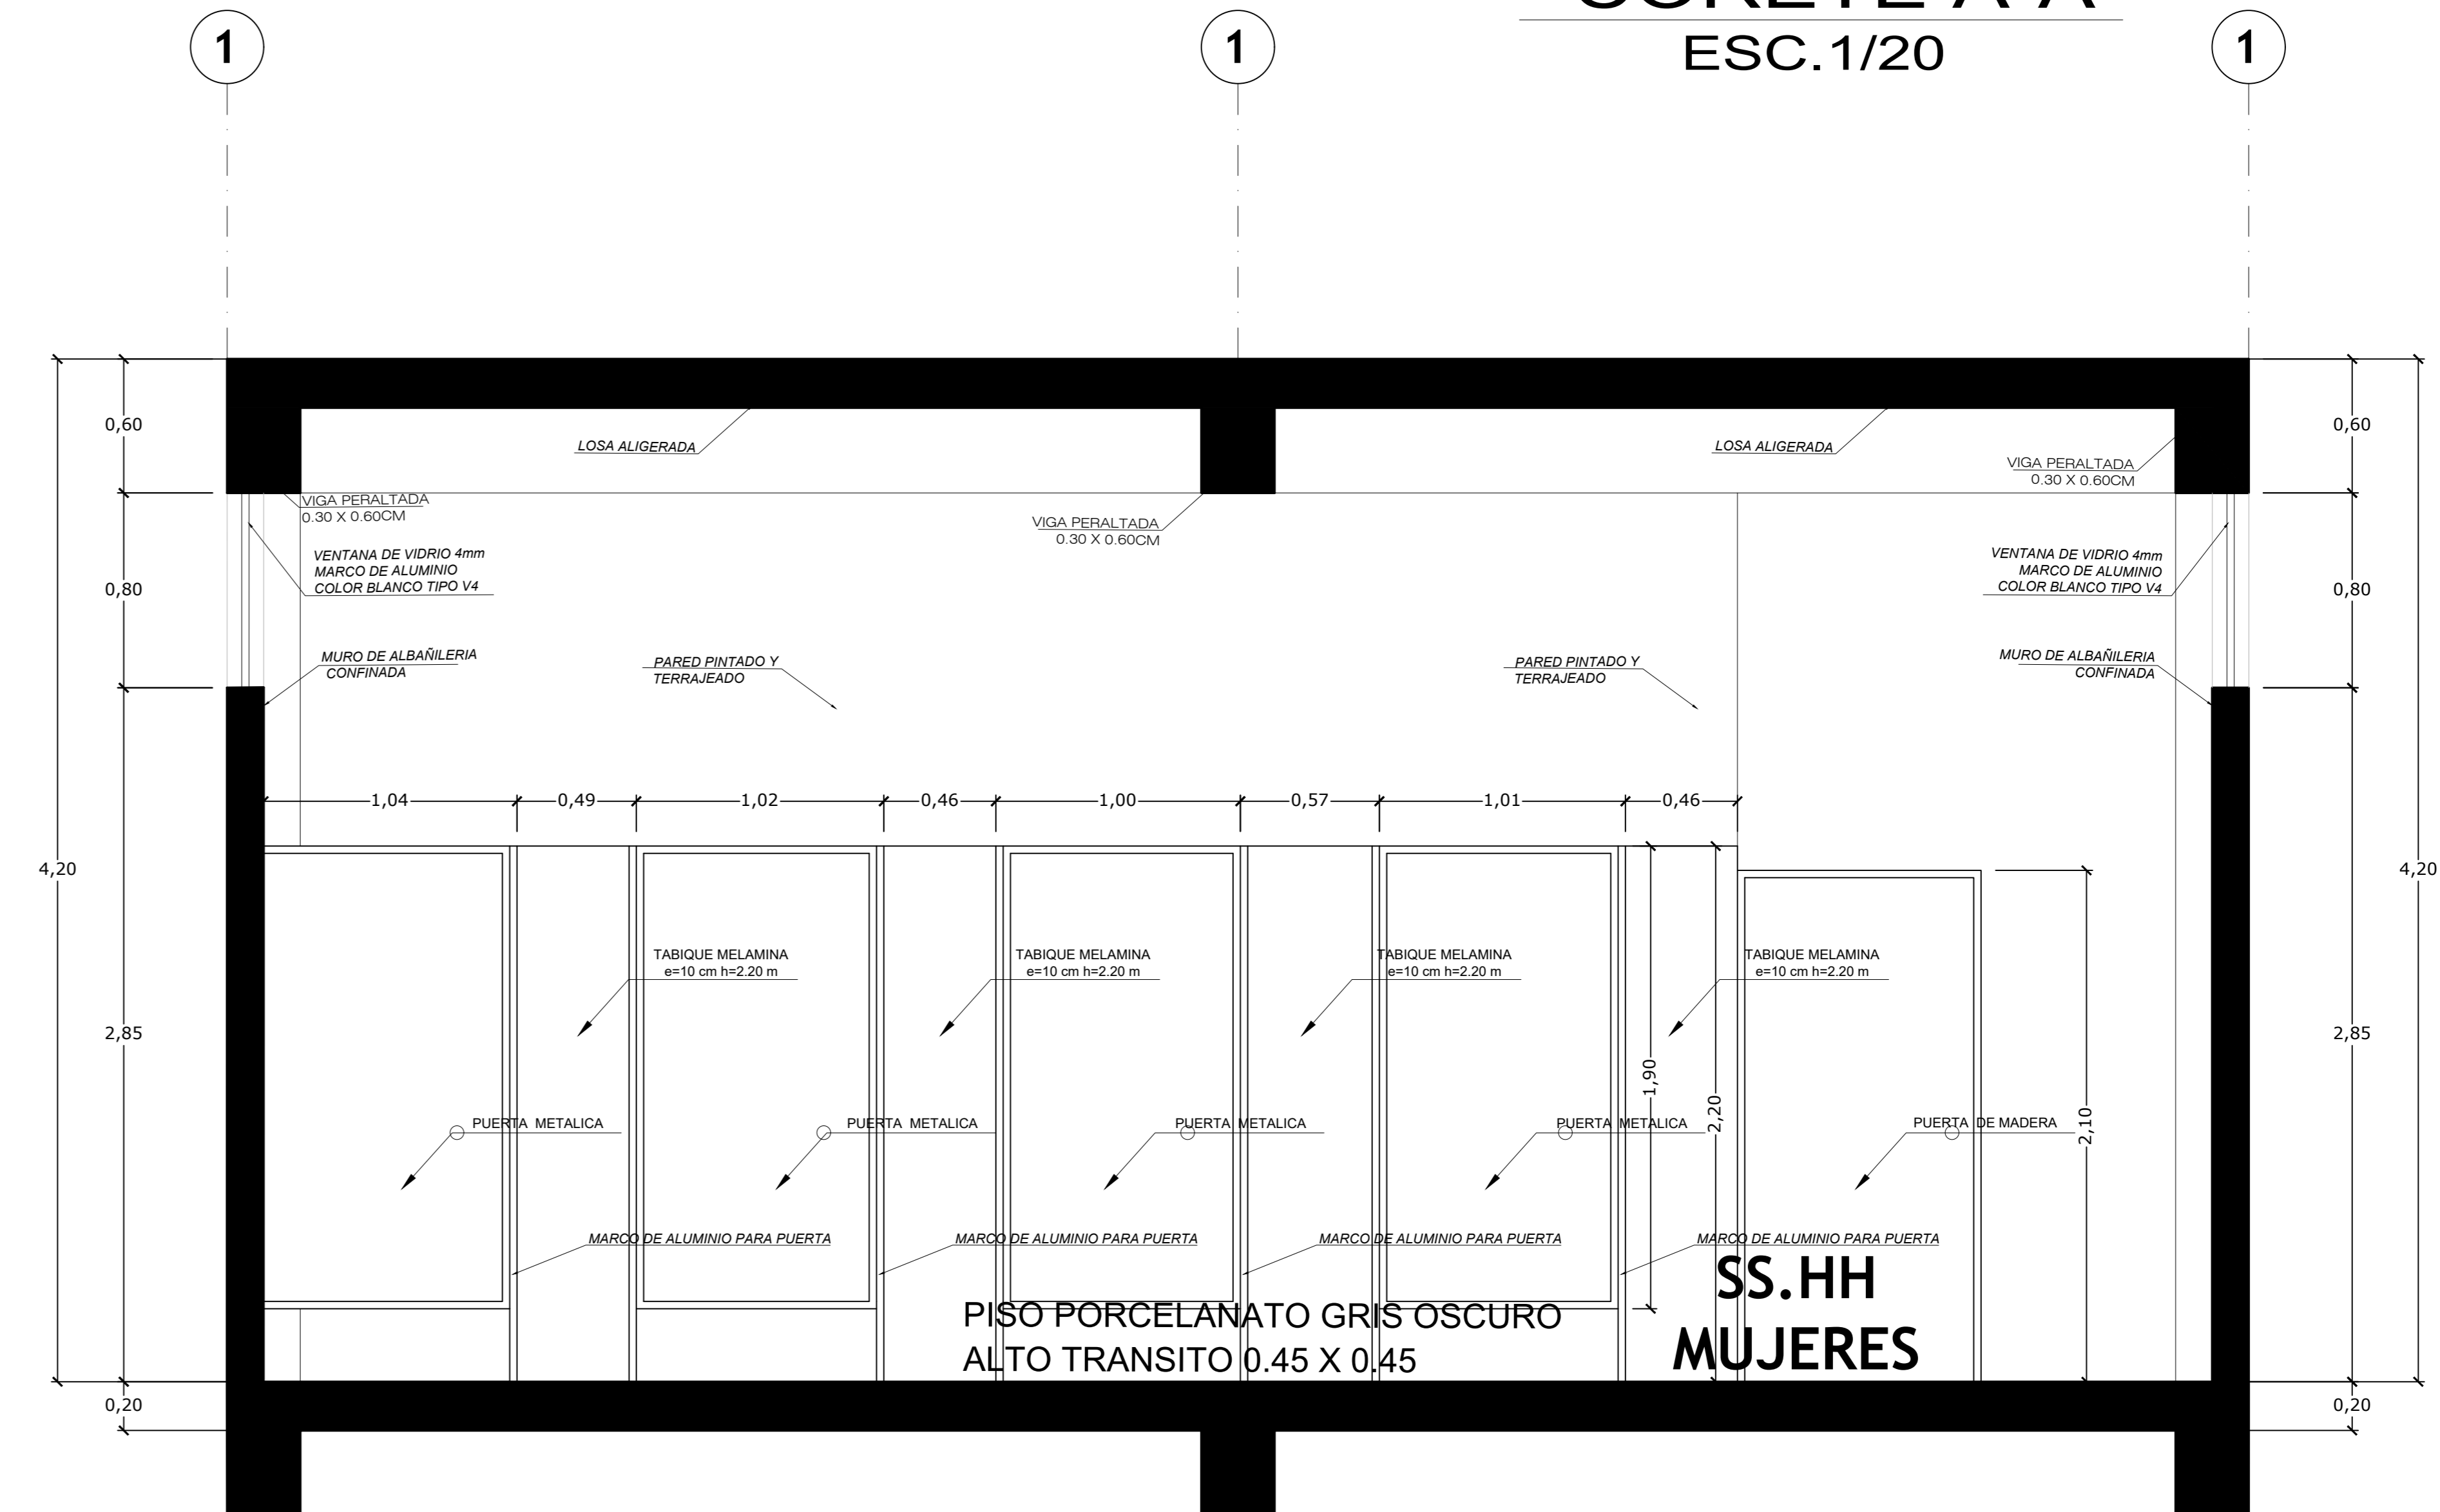 CORETE A-A
ESC.1/20
1
1
1
0,60
0,80
4,20
2,85
0,20
LOSA ALIGERADA
LOSA ALIGERADA
VIGA PERALTADA
0.30 X 0.60CM
VIGA PERALTADA
0.30 X 0.60CM
VIGA PERALTADA
0.30 X 0.60CM
VENTANA DE VIDRIO 4mm
MARCO DE ALUMINIO
COLOR BLANCO TIPO V4
VENTANA DE VIDRIO 4mm
MARCO DE ALUMINIO
COLOR BLANCO TIPO V4
MURO DE ALBAÑILERIA
CONFINADA
PARED PINTADO Y
TERRAJEADO
PARED PINTADO Y
TERRAJEADO
MURO DE ALBAÑILERIA
CONFINADA
1,04
0,49
1,02
0,46
1,00
0,57
1,01
0,46
TABIQUE MELAMINA
e=10 cm h=2.20 m
TABIQUE MELAMINA
e=10 cm h=2.20 m
TABIQUE MELAMINA
e=10 cm h=2.20 m
TABIQUE MELAMINA
e=10 cm h=2.20 m
1,90
2,20
2,10
PUERTA METALICA
PUERTA METALICA
PUERTA METALICA
PUERTA METALICA
PUERTA DE MADERA
MARCO DE ALUMINIO PARA PUERTA
MARCO DE ALUMINIO PARA PUERTA
MARCO DE ALUMINIO PARA PUERTA
MARCO DE ALUMINIO PARA PUERTA
PISO PORCELANATO GRIS OSCURO
ALTO TRANSITO 0.45 X 0.45
SS.HH
MUJERES
0,60
0,80
4,20
2,85
0,20